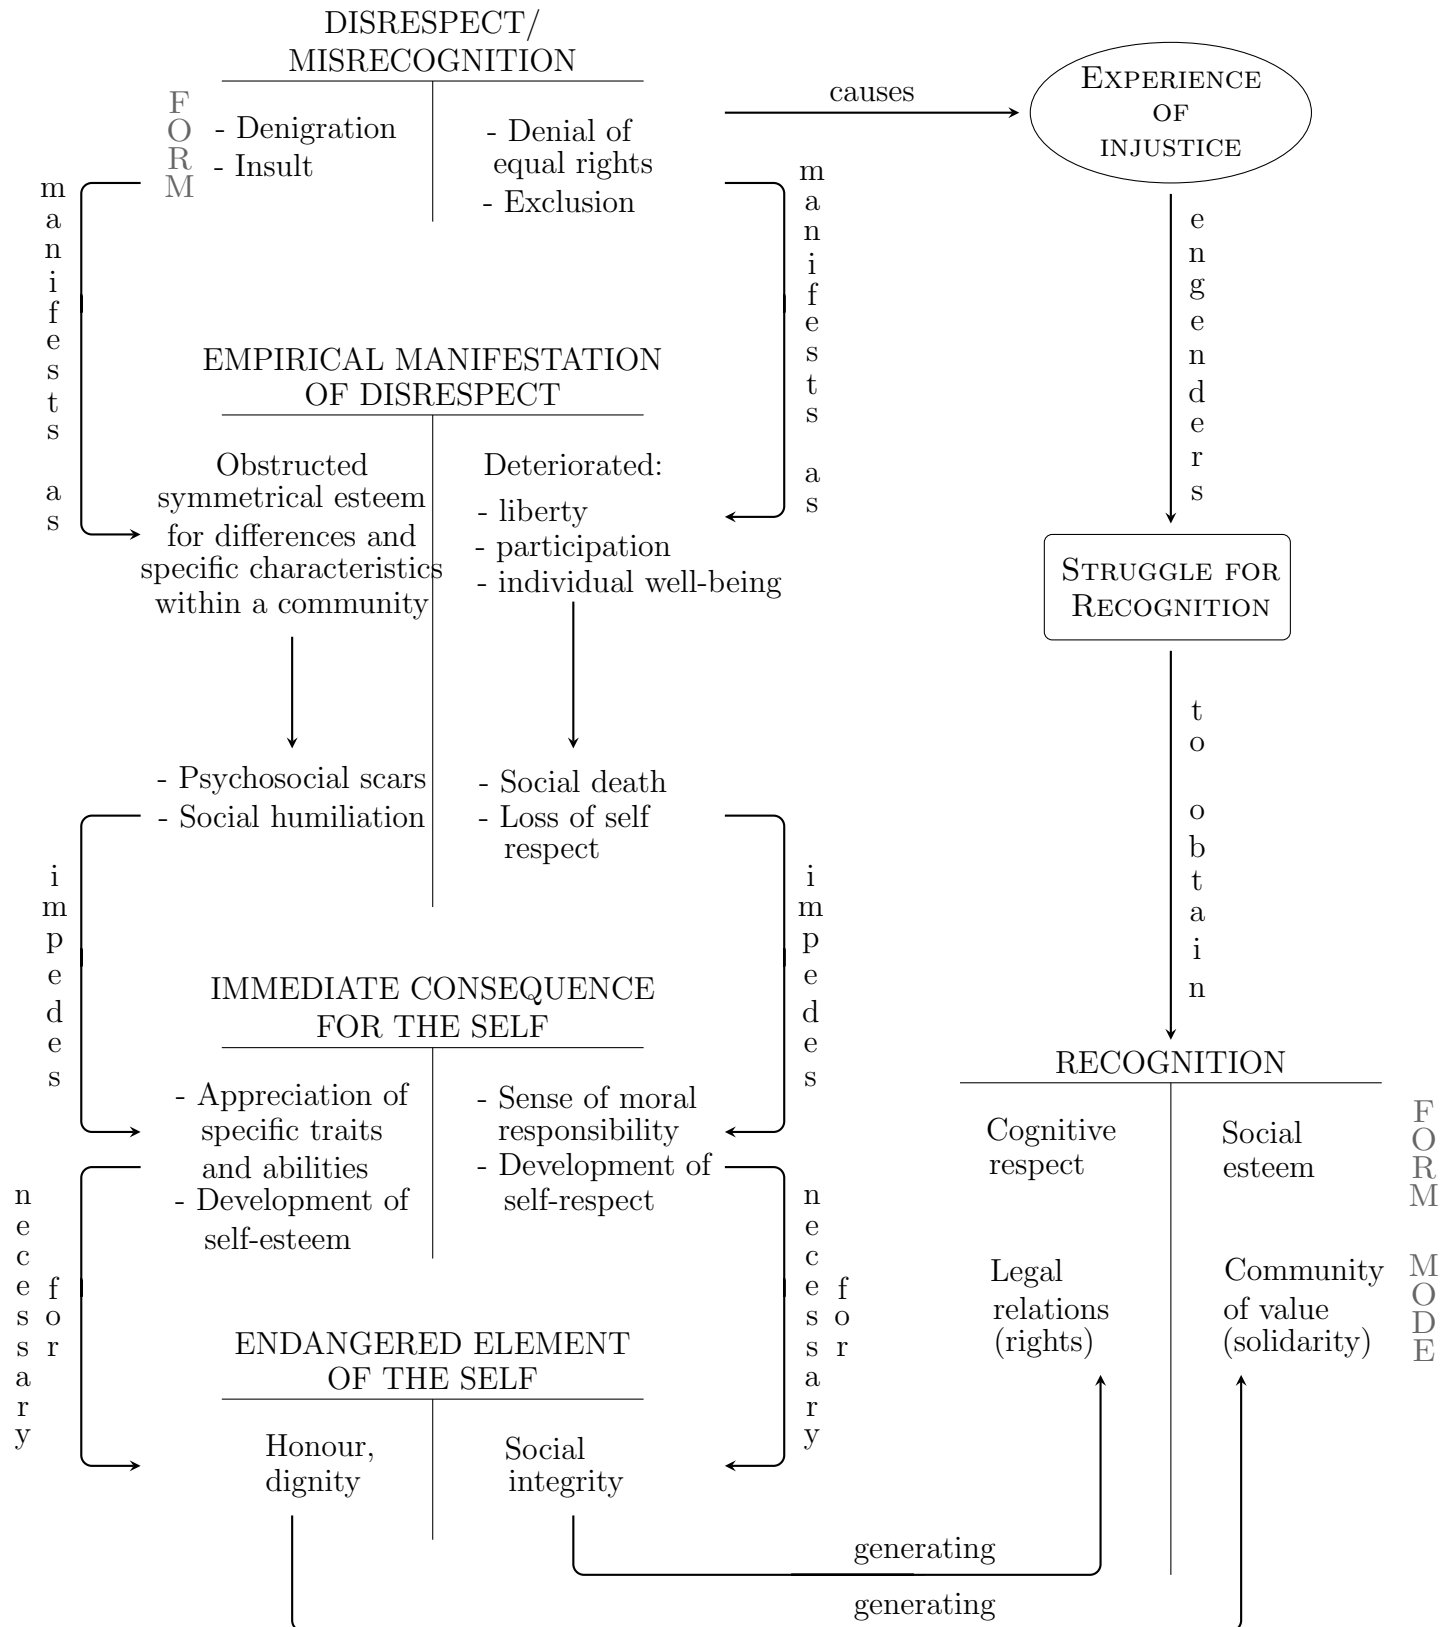 DISRESPECT/
MISRECOGNITION
FORM
- Denigration
- Insult
- Denial of
equal rights
- Exclusion
causes
EXPERIENCE
OF
INJUSTICE
manifests as
manifests as
engenders
EMPIRICAL MANIFESTATION
OF DISRESPECT
Obstructed
symmetrical esteem
for differences and
specific characteristics
within a community
Deteriorated:
- liberty
- participation
- individual well-being
STRUGGLE FOR
RECOGNITION
to obtain
- Psychosocial scars
- Social humiliation
- Social death
- Loss of self
respect
impedes
impedes
IMMEDIATE CONSEQUENCE
FOR THE SELF
- Appreciation of
specific traits
and abilities
- Development of
self-esteem
- Sense of moral
responsibility
- Development of
self-respect
RECOGNITION
Cognitive
respect
Social
esteem
FORM
necessary
for
necessary
for
Legal
relations
(rights)
Community
of value
(solidarity)
MODE
ENDANGERED ELEMENT
OF THE SELF
Honour,
dignity
Social
integrity
generating
generating